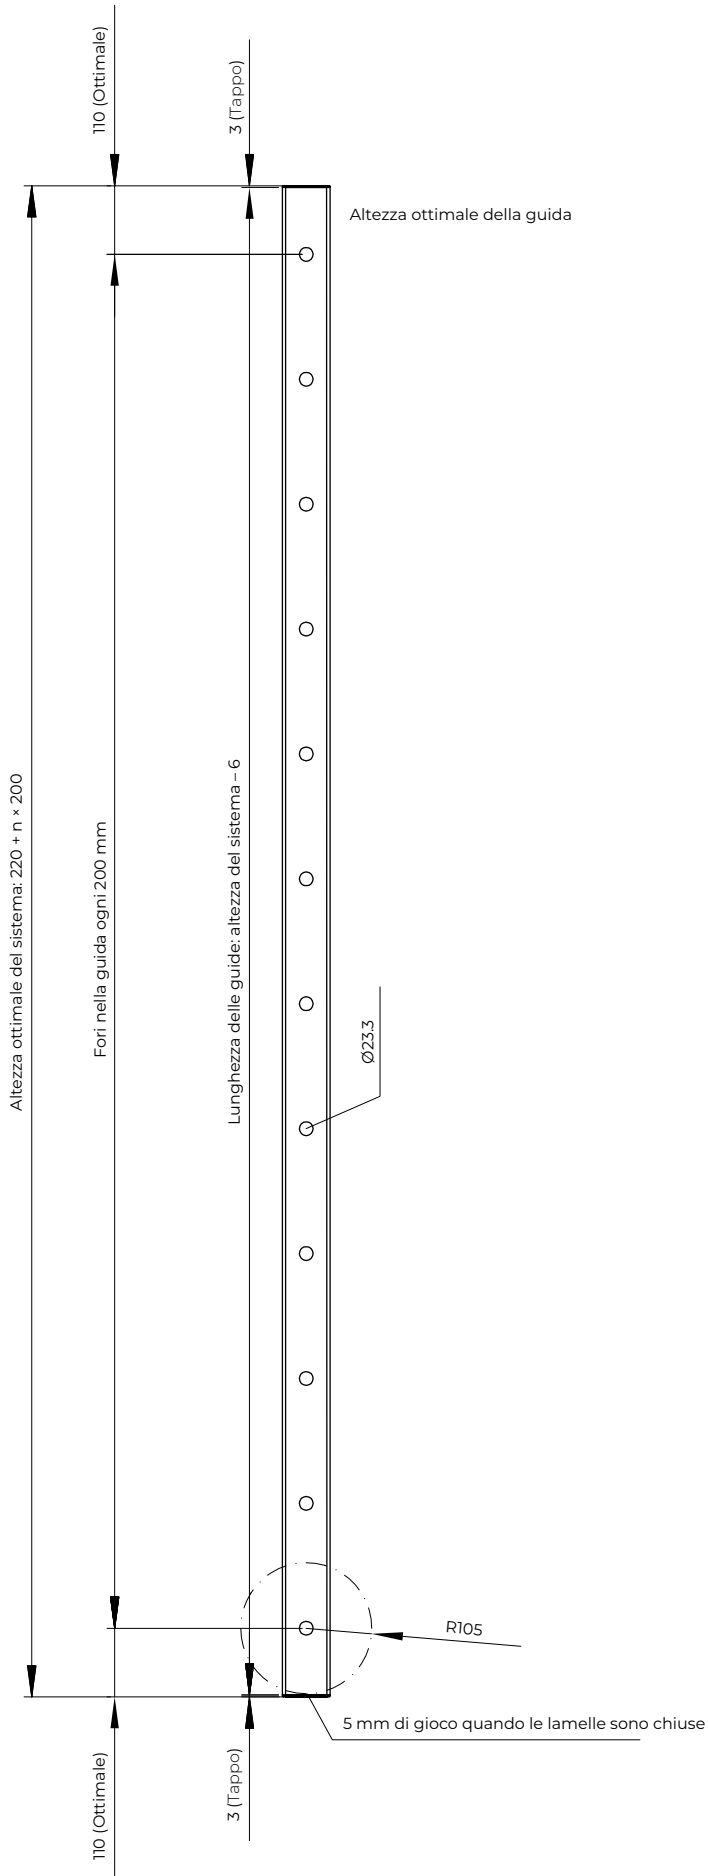 110 (Ottimale)
3 (Tappo)
Altezza ottimale della guida
Altezza ottimale del sistema: 220 + n × 200
Fori nella guida ogni 200 mm
Lunghezza delle guide: altezza del sistema – 6
Ø23.3
R105
5 mm di gioco quando le lamelle sono chiuse
3 (Tappo)
110 (Ottimale)